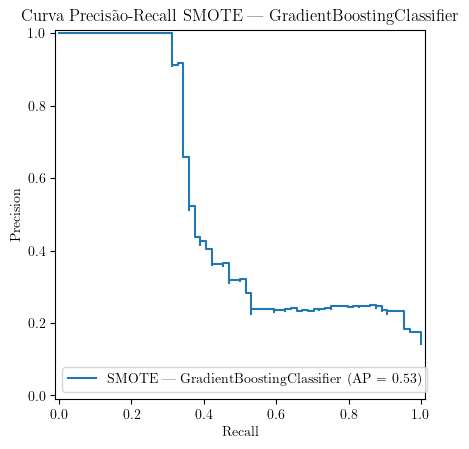 Curva Precisão-Recall SMOTE — GradientBoostingClassifier
1.0
0.8
0.6
0.4
0.2
0.0
Precision
SMOTE — GradientBoostingClassifier (AP = 0.53)
0.0 0.2 0.4 0.6 0.8 1.0
Recall